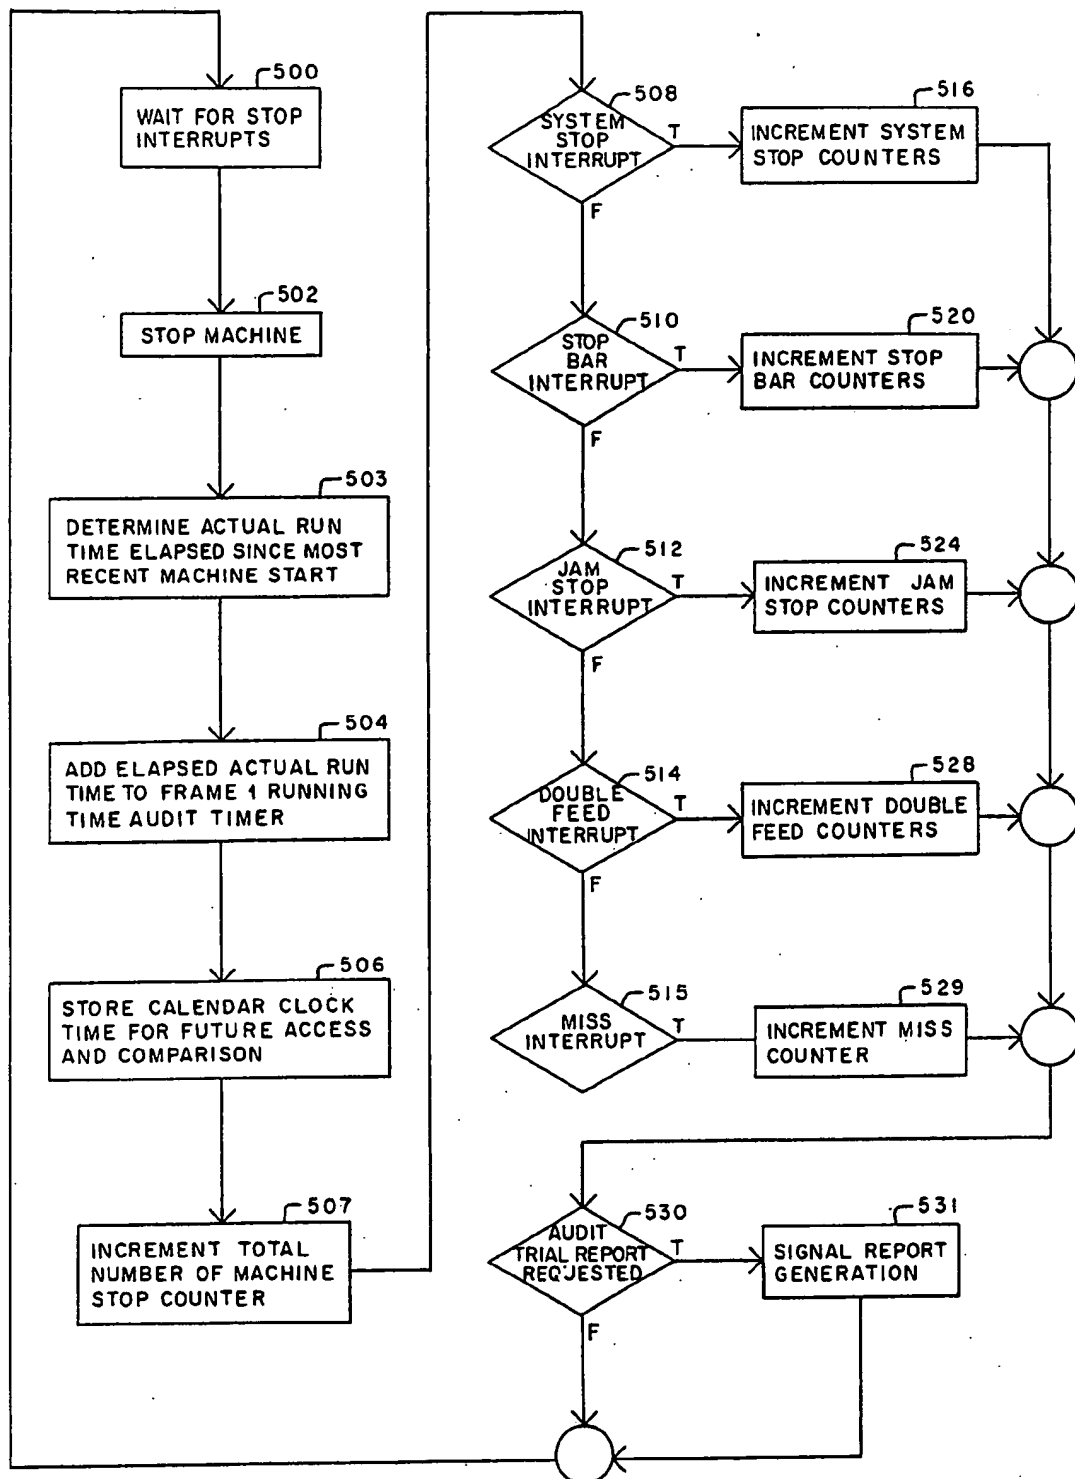 500
WAIT FOR STOP
INTERRUPTS
502
STOP MACHINE
503
DETERMINE ACTUAL RUN
TIME ELAPSED SINCE MOST
RECENT MACHINE START
504
ADD ELAPSED ACTUAL RUN
TIME TO FRAME 1 RUNNING
TIME AUDIT TIMER
506
STORE CALENDAR CLOCK
TIME FOR FUTURE ACCESS
AND COMPARISON
507
INCREMENT TOTAL
NUMBER OF MACHINE
STOP COUNTER
508
SYSTEM
STOP
INTERRUPT
T
F
516
INCREMENT SYSTEM
STOP COUNTERS
510
STOP
BAR
INTERRUPT
T
F
520
INCREMENT STOP
BAR COUNTERS
512
JAM
STOP
INTERRUPT
T
F
524
INCREMENT JAM
STOP COUNTERS
514
DOUBLE
FEED
INTERRUPT
T
F
528
INCREMENT DOUBLE
FEED COUNTERS
515
MISS
INTERRUPT
T
529
INCREMENT MISS
COUNTER
530
AUDIT
TRIAL REPORT
REQUESTED
T
F
531
SIGNAL REPORT
GENERATION